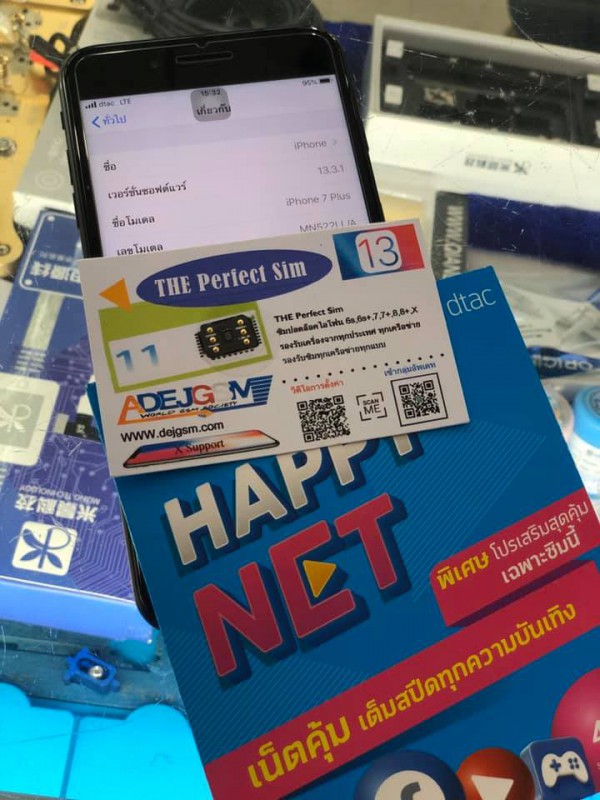 dtac LTE
15:32
95%
ทั่วไป
เกี่ยวกับ
ชื่อ
iPhone
เวอร์ชั่นซอฟต์แวร์
13.3.1
ชื่อโมเดล
iPhone 7 Plus
เลขโมเดล
THE Perfect Sim
13
11
THE Perfect Sim
ซิมปลดล็อคไอโฟน 6s,6s+,7,7+,8,8+,X
รองรับเครื่องจากทุกประเทศ ทุกเครือข่าย
รองรับซิมทุกเครือข่ายทุกแบบ
ADEJGSM
WORLD GSM SOCIETY
www.dejgsm.com
X Support
วิดีโอการตั้งค่า
SCAN
ME
เข้ากลุ่มอัพเดท
dtac
HAPPY
NET
พิเศษ โปรเสริมสุดคุ้ม
เฉพาะซิมนี้
เน็ตคุ้ม เต็มสปีดทุกความบันเทิง